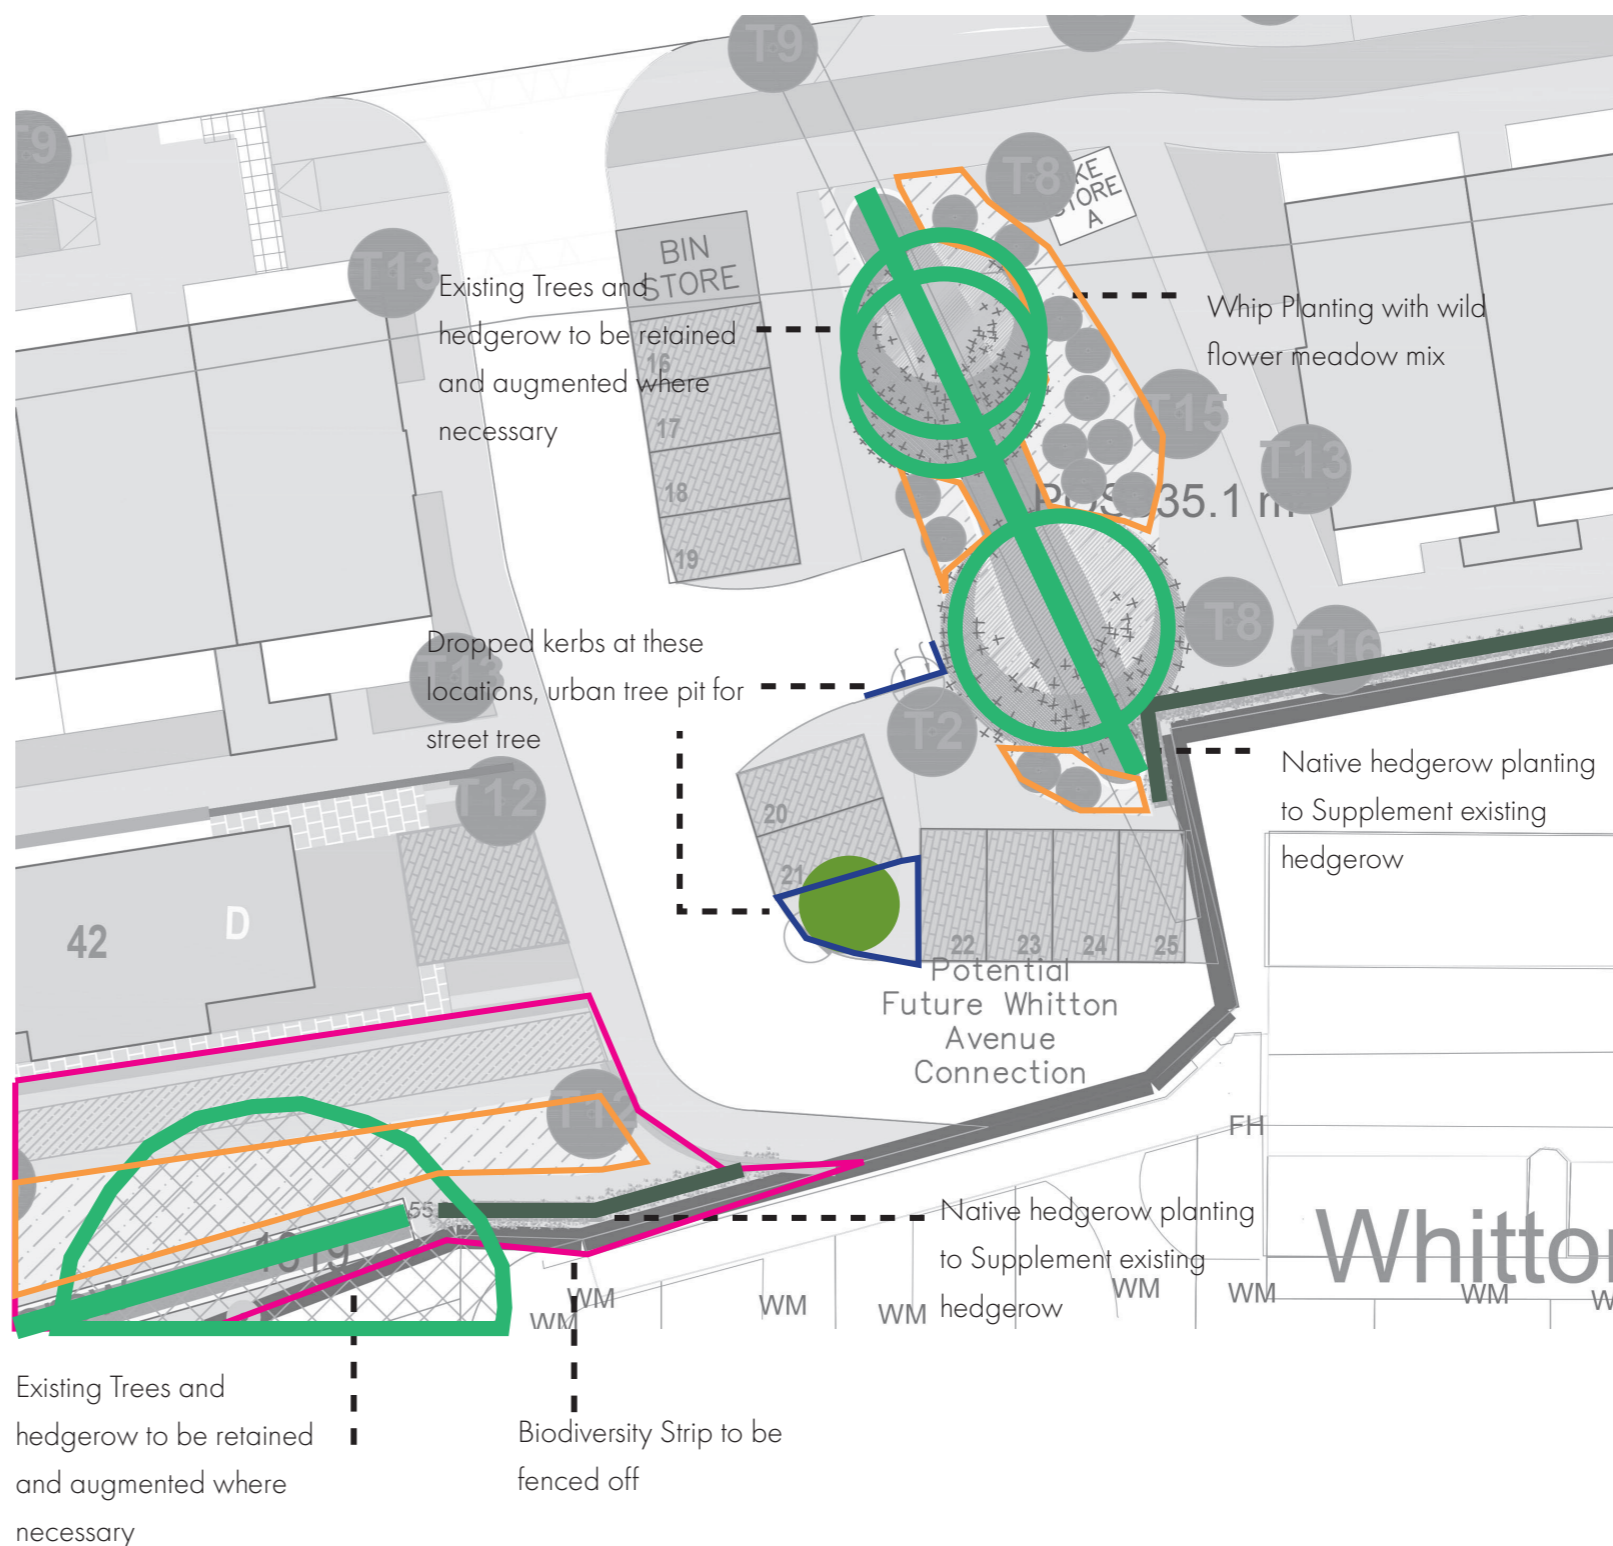 T9
T9
T8
KE
STORE
A
BIN
STORE
T13
Existing Trees and
hedgerow to be retained
and augmented where
necessary
Whip Planting with wild
flower meadow mix
16
17
18
19
T15
T13
35.1 m
T8
T16
Dropped kerbs at these
locations, urban tree pit for
street tree
T13
T2
T12
Native hedgerow planting
to Supplement existing
hedgerow
20
21
22
23
24
25
42
D
Potential
Future Whitton
Avenue
Connection
T12
FH
55
1619
Native hedgerow planting
to Supplement existing
hedgerow
Whitton
WM
WM
WM
WM
WM
WM
WM
Existing Trees and
hedgerow to be retained
and augmented where
necessary
Biodiversity Strip to be
fenced off